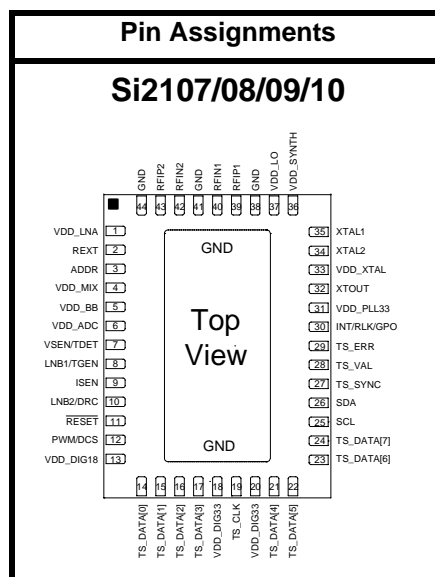 Pin Assignments
Si2107/08/09/10
GND
RFIP2
RFIN2
GND
RFIN1
RFIP1
GND
VDD_LO
VDD_SYNTH
44 43 42 41 40 39 38 37 36
VDD_LNA 1
REXT 2
ADDR 3
VDD_MIX 4
VDD_BB 5
VDD_ADC 6
VSEN/TDET 7
LNB1/TGEN 8
ISEN 9
LNB2/DRC 10
RESET 11
PWM/DCS 12
VDD_DIG18 13
GND
Top
View
GND
35 XTAL1
34 XTAL2
33 VDD_XTAL
32 XTOUT
31 VDD_PLL33
30 INT/RLK/GPO
29 TS_ERR
28 TS_VAL
27 TS_SYNC
26 SDA
25 SCL
24 TS_DATA[7]
23 TS_DATA[6]
14 15 16 17 18 19 20 21 22
TS_DATA[0]
TS_DATA[1]
TS_DATA[2]
TS_DATA[3]
VDD_DIG33
TS_CLK
VDD_DIG33
TS_DATA[4]
TS_DATA[5]